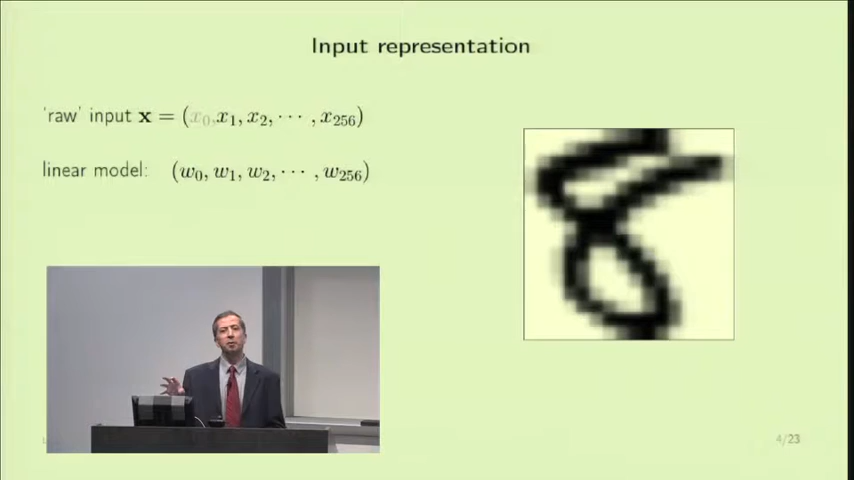 Input representation
'raw' input x = (x₀,x₁, x₂, ⋯ , x₂₅₆)
linear model: (w₀, w₁, w₂, ⋯ , w₂₅₆)
4/23